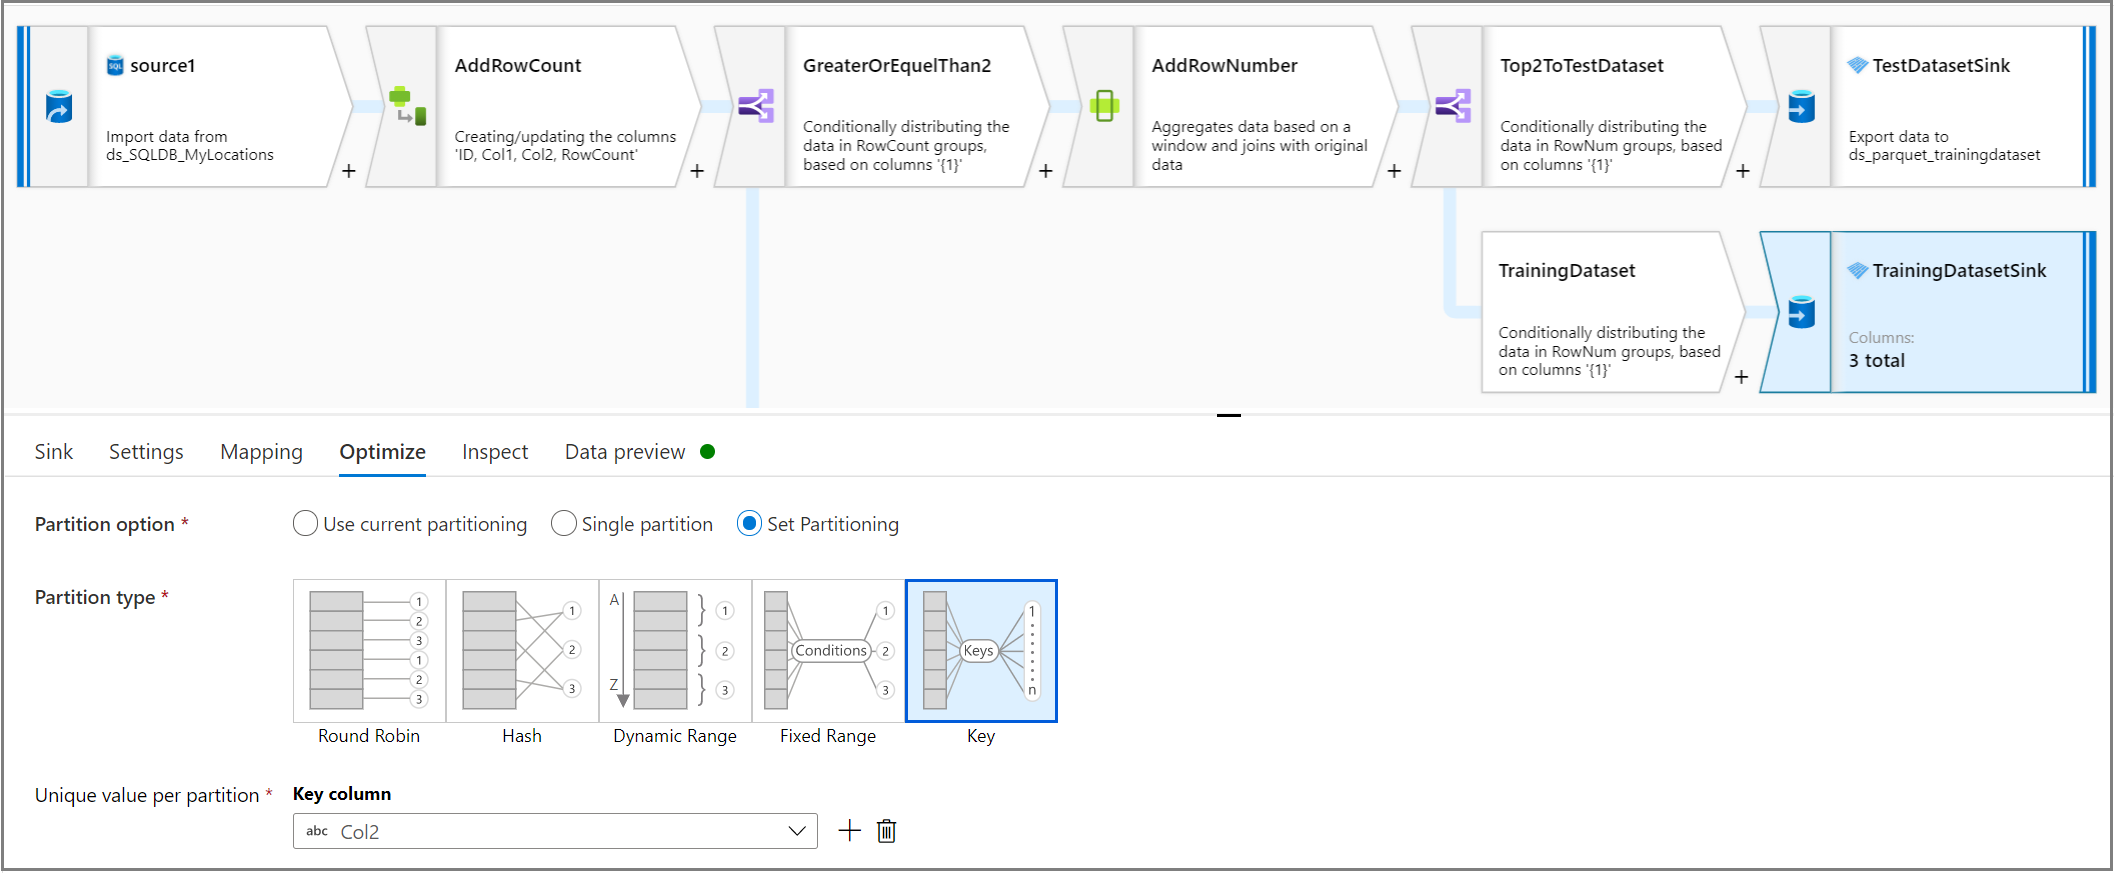 SQL source1
Import data from
ds_SQLDB_MyLocations
+
AddRowCount
Creating/updating the columns
'ID, Col1, Col2, RowCount'
+
GreaterOrEquelThan2
Conditionally distributing the
data in RowCount groups,
based on columns '{1}'
+
AddRowNumber
Aggregates data based on a
window and joins with original
data
+
Top2ToTestDataset
Conditionally distributing the
data in RowNum groups, based
on columns '{1}'
+
TestDatasetSink
Export data to
ds_parquet_trainingdataset
TrainingDataset
Conditionally distributing the
data in RowNum groups, based
on columns '{1}'
+
TrainingDatasetSink
Columns:
3 total
Sink Settings Mapping Optimize Inspect Data preview
Partition option * Use current partitioning Single partition Set Partitioning
Partition type *
1
2
3
1
2
3
Round Robin
1
2
3
Hash
A
Z
1
2
3
Dynamic Range
Conditions
1
2
3
Fixed Range
Keys
1
n
Key
Unique value per partition * Key column
abc Col2